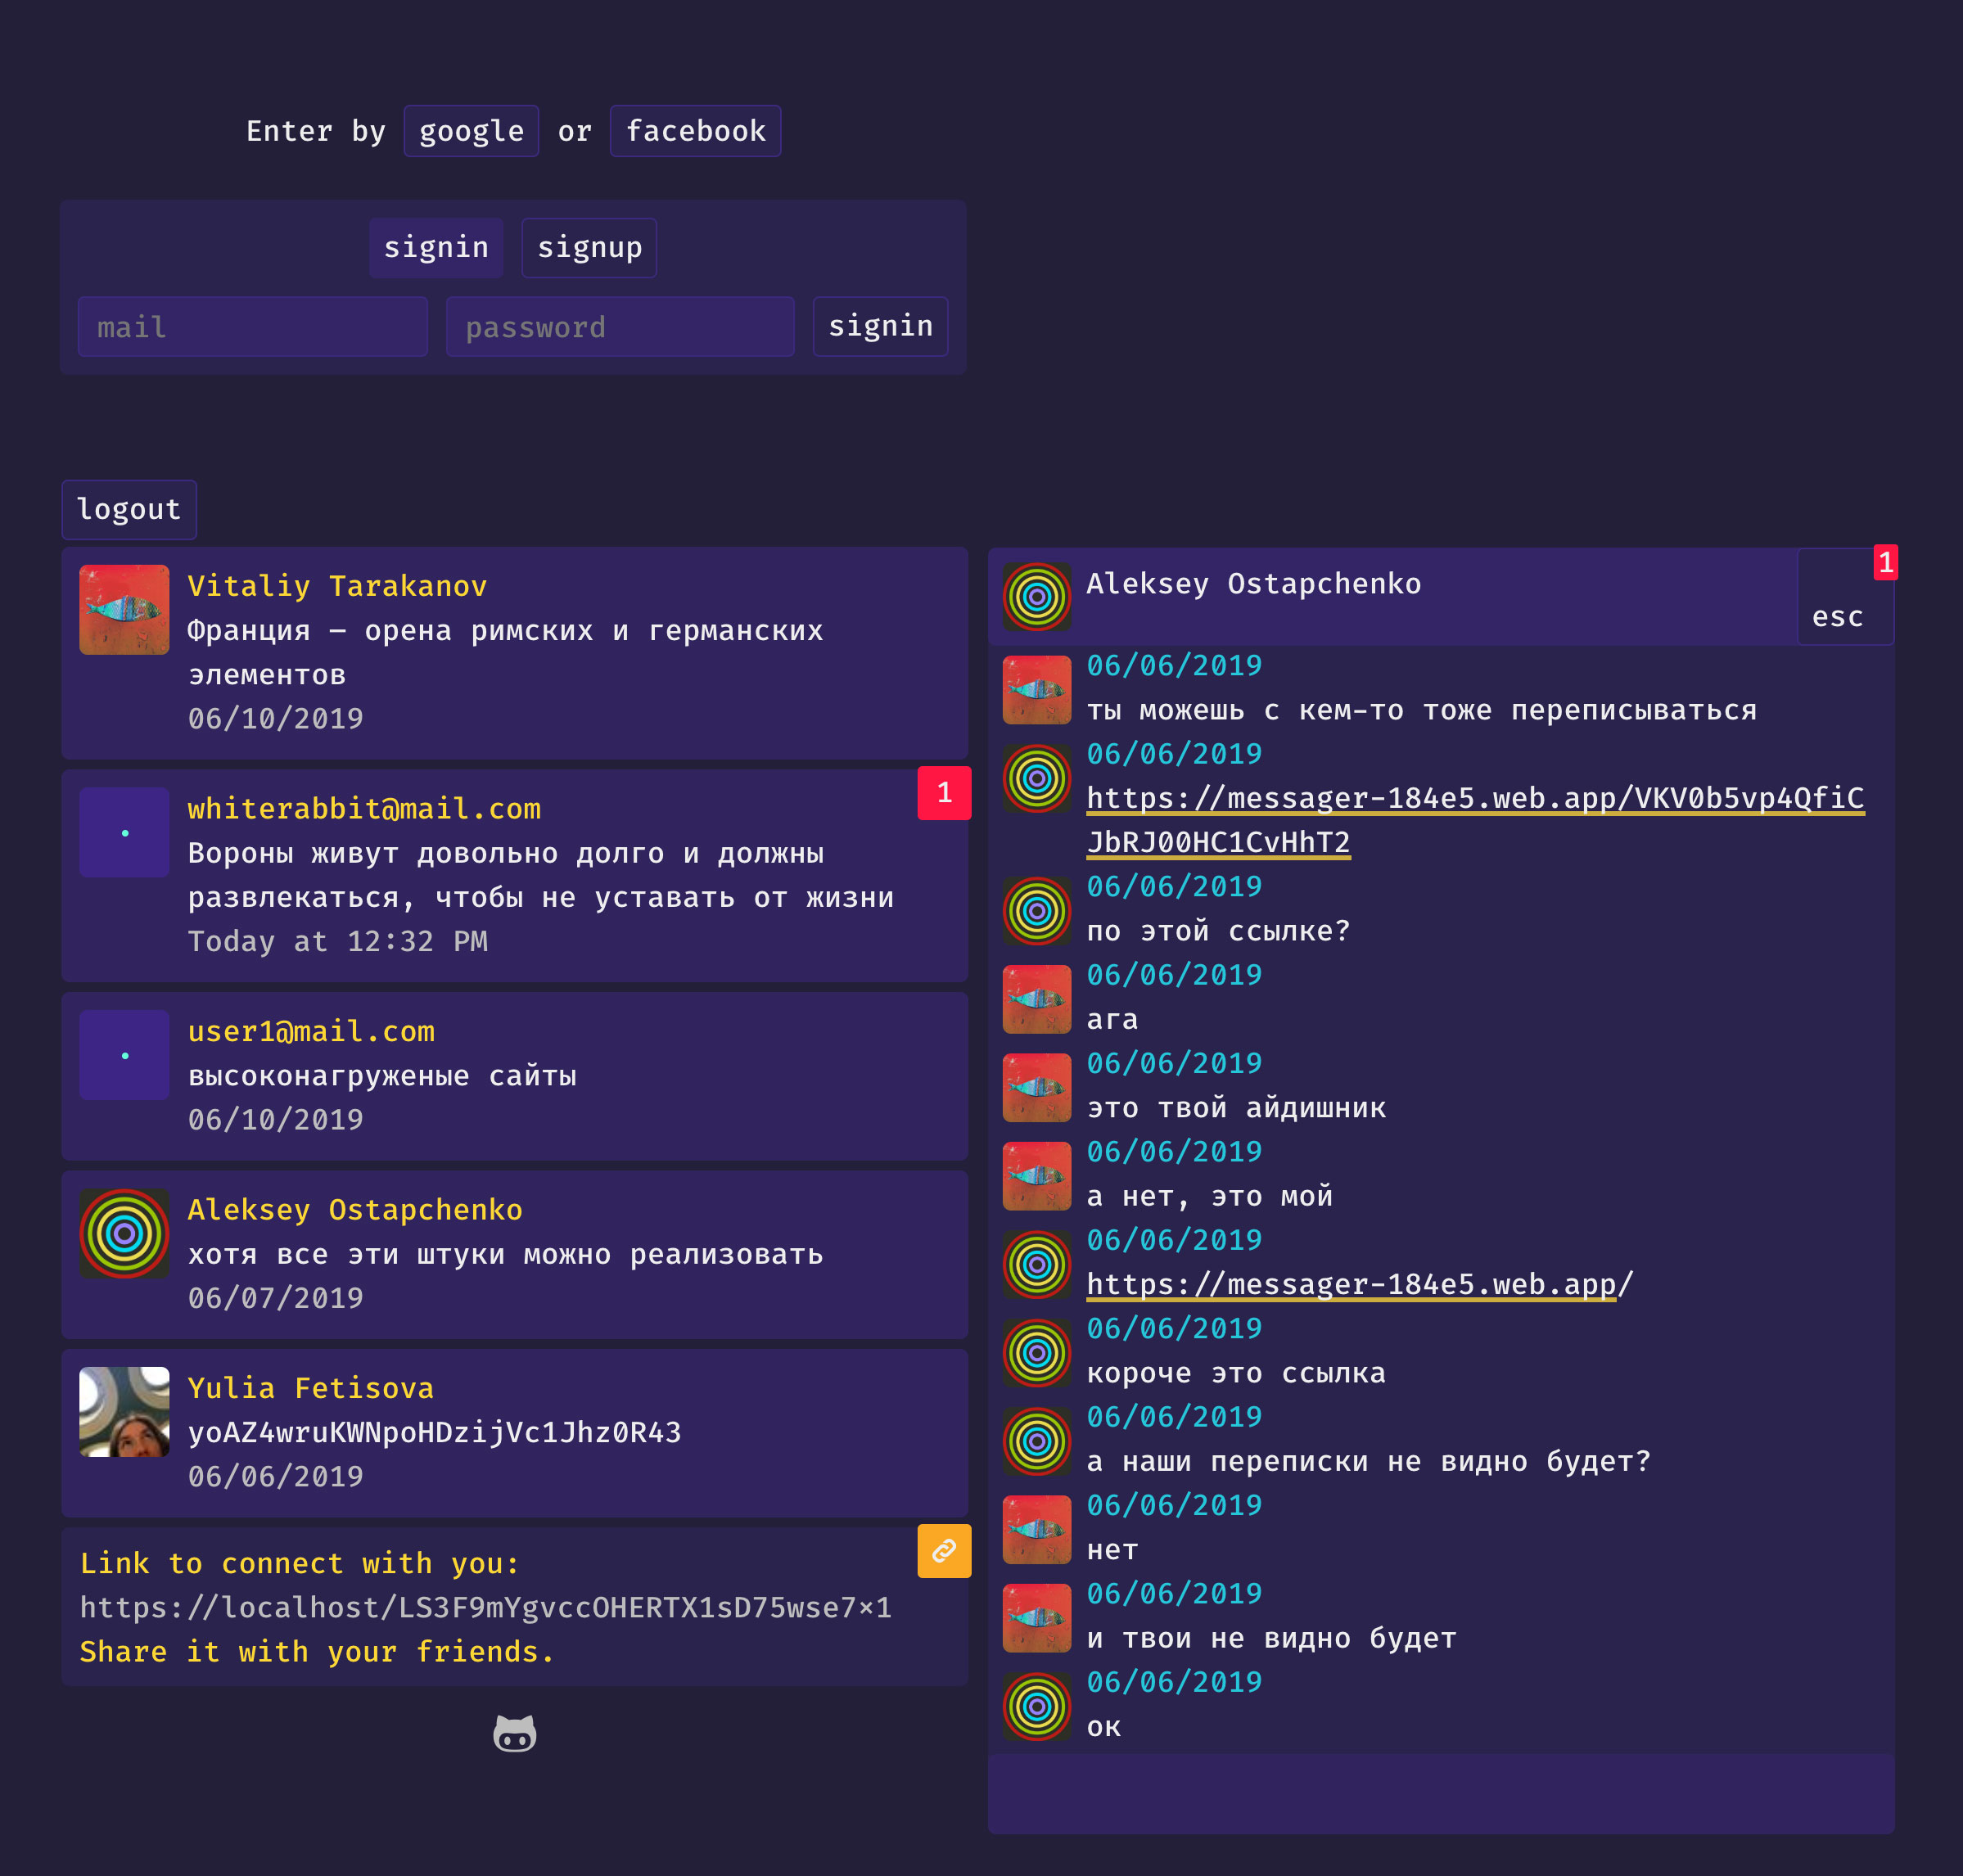 Enter by google or facebook
signin signup
mail password signin
logout
Vitaliy Tarakanov
Франция — орена римских и германских
элементов
06/10/2019
1
whiterabbit@mail.com
Вороны живут довольно долго и должны
развлекаться, чтобы не уставать от жизни
Today at 12:32 PM
user1@mail.com
высоконагруженые сайты
06/10/2019
Aleksey Ostapchenko
хотя все эти штуки можно реализовать
06/07/2019
Yulia Fetisova
yoAZ4wruKWNpoHDzijVc1Jhz0R43
06/06/2019
Link to connect with you:
https://localhost/LS3F9mYgvccOHERTX1sD75wse7×1
Share it with your friends.
Aleksey Ostapchenko
1
esc
06/06/2019
ты можешь с кем-то тоже переписываться
06/06/2019
https://messager-184e5.web.app/VKV0b5vp4QfiC
JbRJ00HC1CvHhT2
06/06/2019
по этой ссылке?
06/06/2019
ага
06/06/2019
это твой айдишник
06/06/2019
а нет, это мой
06/06/2019
https://messager-184e5.web.app/
06/06/2019
короче это ссылка
06/06/2019
а наши переписки не видно будет?
06/06/2019
нет
06/06/2019
и твои не видно будет
06/06/2019
ок